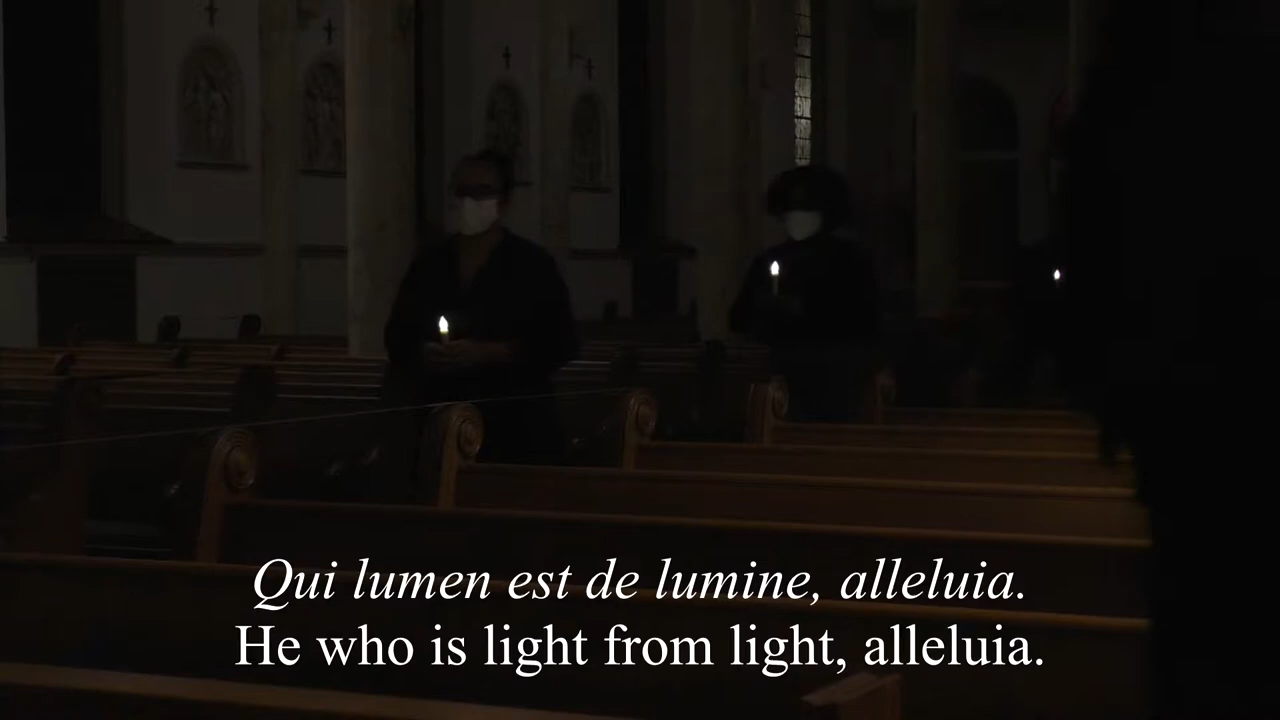 Qui lumen est de lumine, alleluia.
He who is light from light, alleluia.